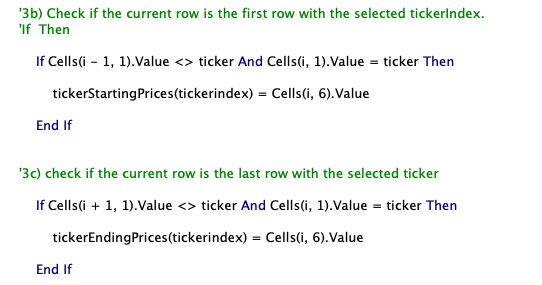 '3b) Check if the current row is the first row with the selected tickerIndex.
'If  Then
If Cells(i - 1, 1).Value <> ticker And Cells(i, 1).Value = ticker Then
tickerStartingPrices(tickerindex) = Cells(i, 6).Value
End If
'3c) check if the current row is the last row with the selected ticker
If Cells(i + 1, 1).Value <> ticker And Cells(i, 1).Value = ticker Then
tickerEndingPrices(tickerindex) = Cells(i, 6).Value
End If